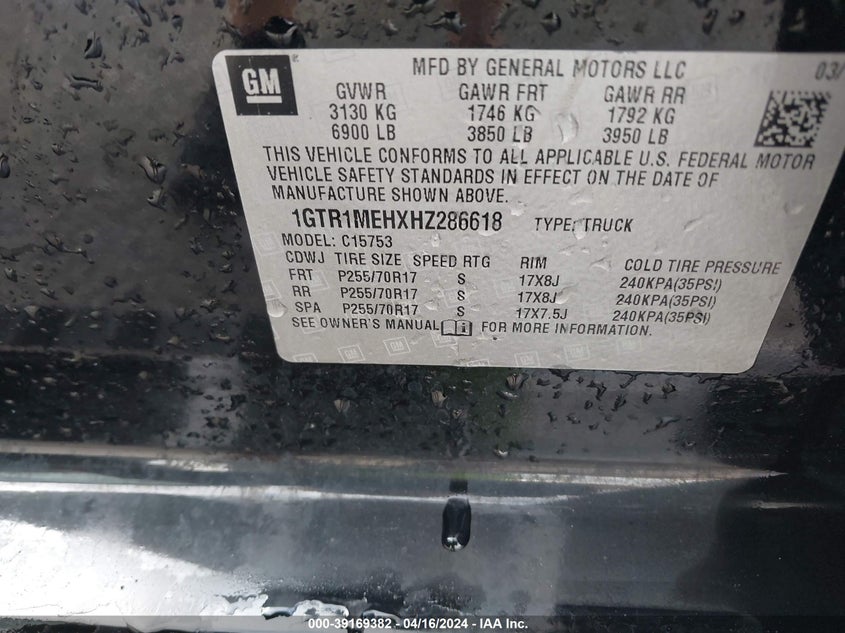 GM
MFD BY GENERAL MOTORS LLC 03/
GVWR GAWR FRT GAWR RR
3130 KG 1746 KG 1792 KG
6900 LB 3850 LB 3950 LB
THIS VEHICLE CONFORMS TO ALL APPLICABLE U.S. FEDERAL MOTOR
VEHICLE SAFETY STANDARDS IN EFFECT ON THE DATE OF
MANUFACTURE SHOWN ABOVE.
1GTR1MEHXHZ286618 TYPE: TRUCK
MODEL: C15753
CDWJ TIRE SIZE SPEED RTG RIM COLD TIRE PRESSURE
FRT P255/70R17 S 17X8J 240KPA(35PSI)
RR P255/70R17 S 17X8J 240KPA(35PSI)
SPA P255/70R17 S 17X7.5J 240KPA(35PSI)
SEE OWNER'S MANUAL FOR MORE INFORMATION.
000-39169382 - 04/16/2024 - IAA Inc.